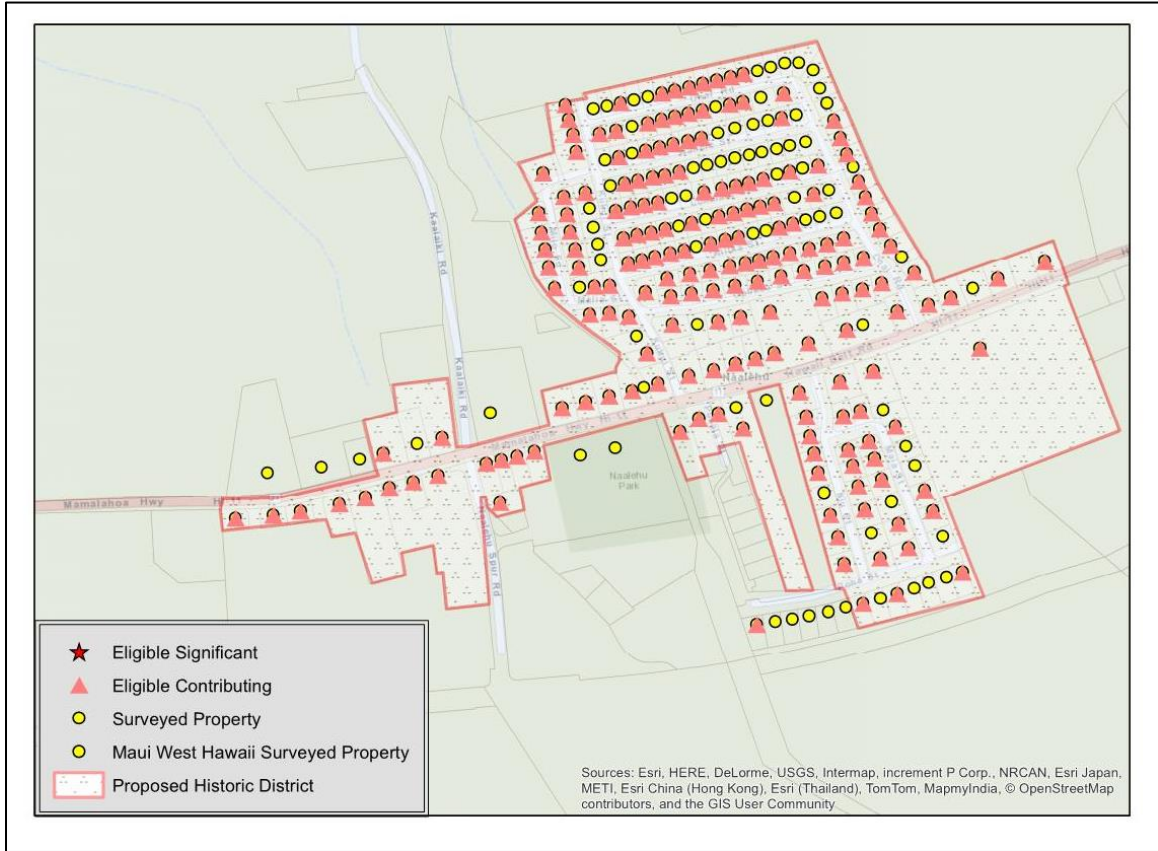 Kaalaiki Rd
Kaalaiki Rd
Naalehu
Mamalahoa Hwy
Mamalahoa Hwy
Naalehu
Park
Naalehu Spur Rd
Eligible Significant
Eligible Contributing
Surveyed Property
Maui West Hawaii Surveyed Property
Proposed Historic District
Sources: Esri, HERE, DeLorme, USGS, Intermap, increment P Corp., NRCAN, Esri Japan,
METI, Esri China (Hong Kong), Esri (Thailand), TomTom, MapmyIndia, © OpenStreetMap
contributors, and the GIS User Community